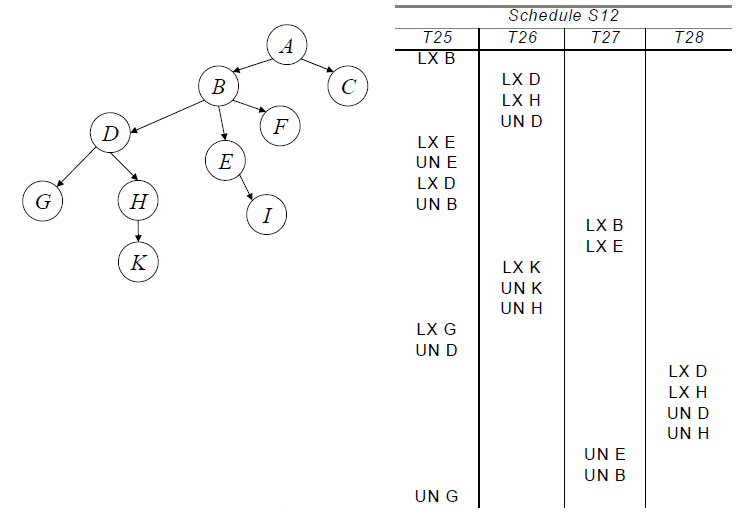 Schedule S12
T25 T26 T27 T28
LX B
LX D
LX H
UN D
LX E
UN E
LX D
UN B
LX B
LX E
LX K
UN K
UN H
LX G
UN D
LX D
LX H
UN D
UN H
UN E
UN B
UN G
A
B
C
D
F
E
G
H
I
K